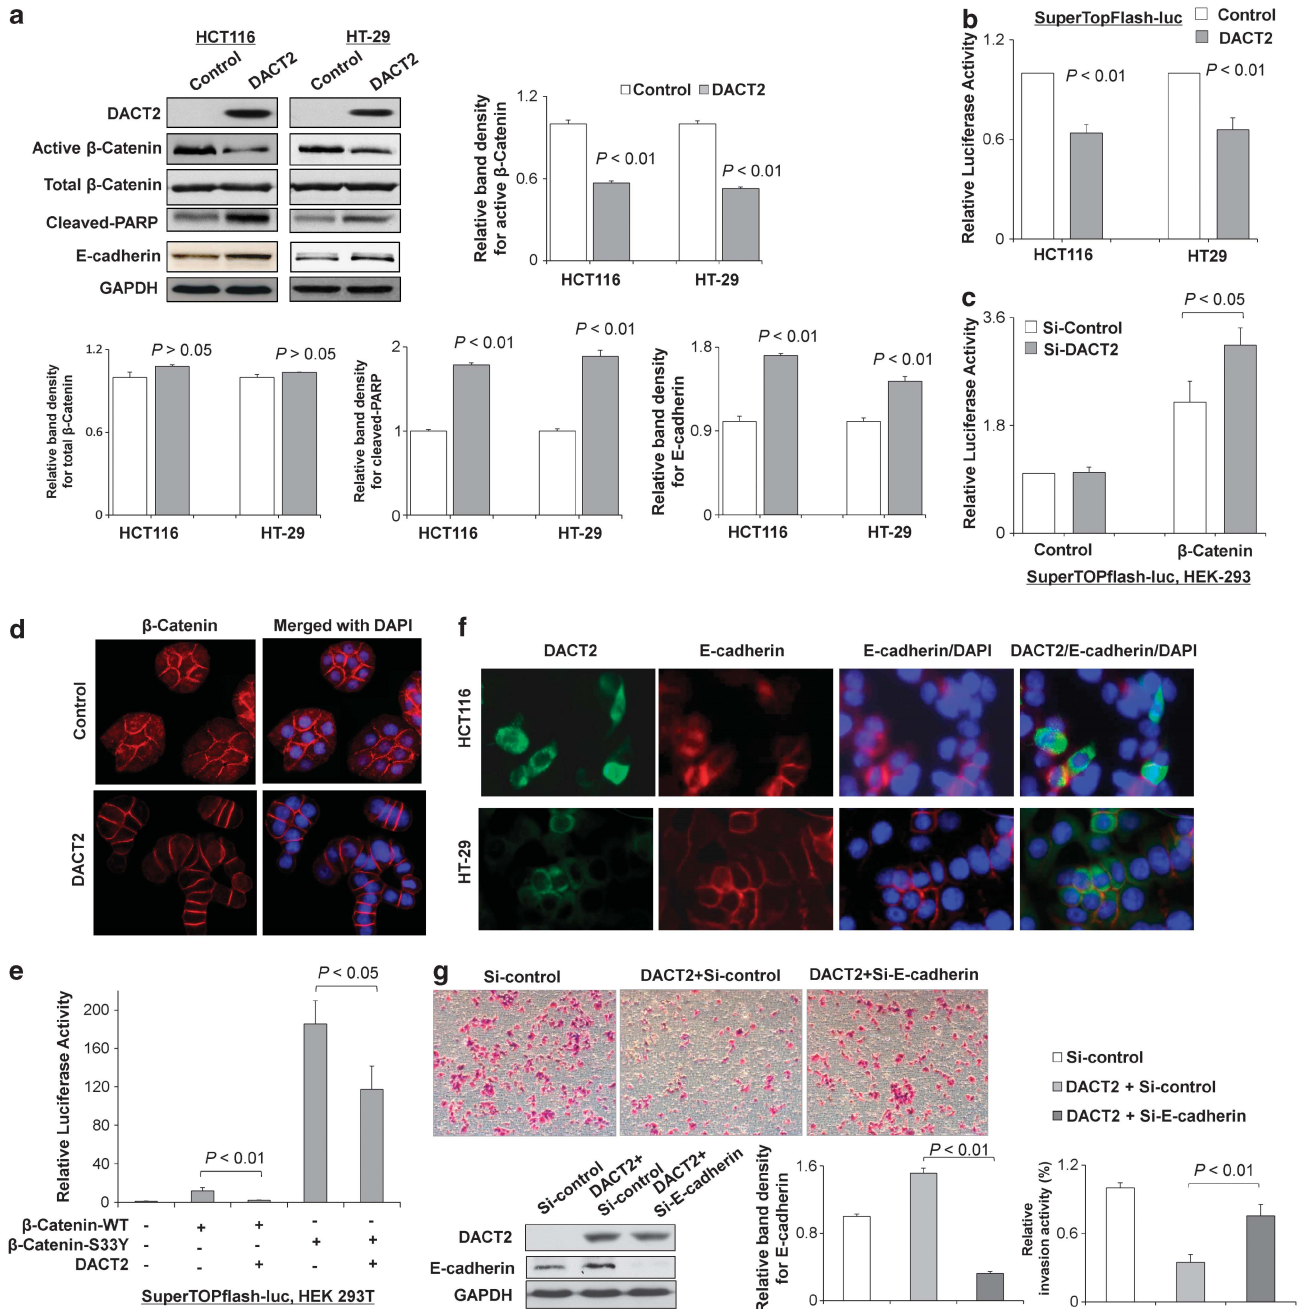 a
HCT116 HT-29
Control DACT2 Control DACT2
DACT2
Active β-Catenin
Total β-Catenin
Cleaved-PARP
E-cadherin
GAPDH
Control DACT2
Relative band density
for active β-Catenin
1.2
0.6
0
P < 0.01
P < 0.01
HCT116 HT-29
Relative band density
for total β-Catenin
1.2
0.6
0
P > 0.05
P > 0.05
HCT116 HT-29
Relative band density
for cleaved-PARP
2
1
0
P < 0.01
P < 0.01
HCT116 HT-29
Relative band density
for E-cadherin
1.8
0.9
0
P < 0.01
P < 0.01
HCT116 HT-29
b
SuperTopFlash-luc
Control
DACT2
Relative Luciferase Activity
1.2
0.6
0
P < 0.01
P < 0.01
HCT116 HT29
c
Si-Control
Si-DACT2
Relative Luciferase Activity
3.6
1.8
0
P < 0.05
Control β-Catenin
SuperTOPflash-luc, HEK-293
d
β-Catenin Merged with DAPI
Control
DACT2
f
DACT2 E-cadherin E-cadherin/DAPI DACT2/E-cadherin/DAPI
HCT116
HT-29
e
Relative Luciferase Activity
200
160
120
80
40
0
P < 0.01
P < 0.05
β-Catenin-WT - + + - -
β-Catenin-S33Y - - - + +
DACT2 - - + - +
SuperTOPflash-luc, HEK 293T
g
Si-control DACT2+Si-control DACT2+Si-E-cadherin
Si-control
DACT2+
Si-control
DACT2+
Si-E-cadherin
DACT2
E-cadherin
GAPDH
Relative band density
for E-cadherin
1.6
0.8
0
P < 0.01
Si-control
DACT2 + Si-control
DACT2 + Si-E-cadherin
Relative
invasion activity (%)
1.2
0.6
0
P < 0.01